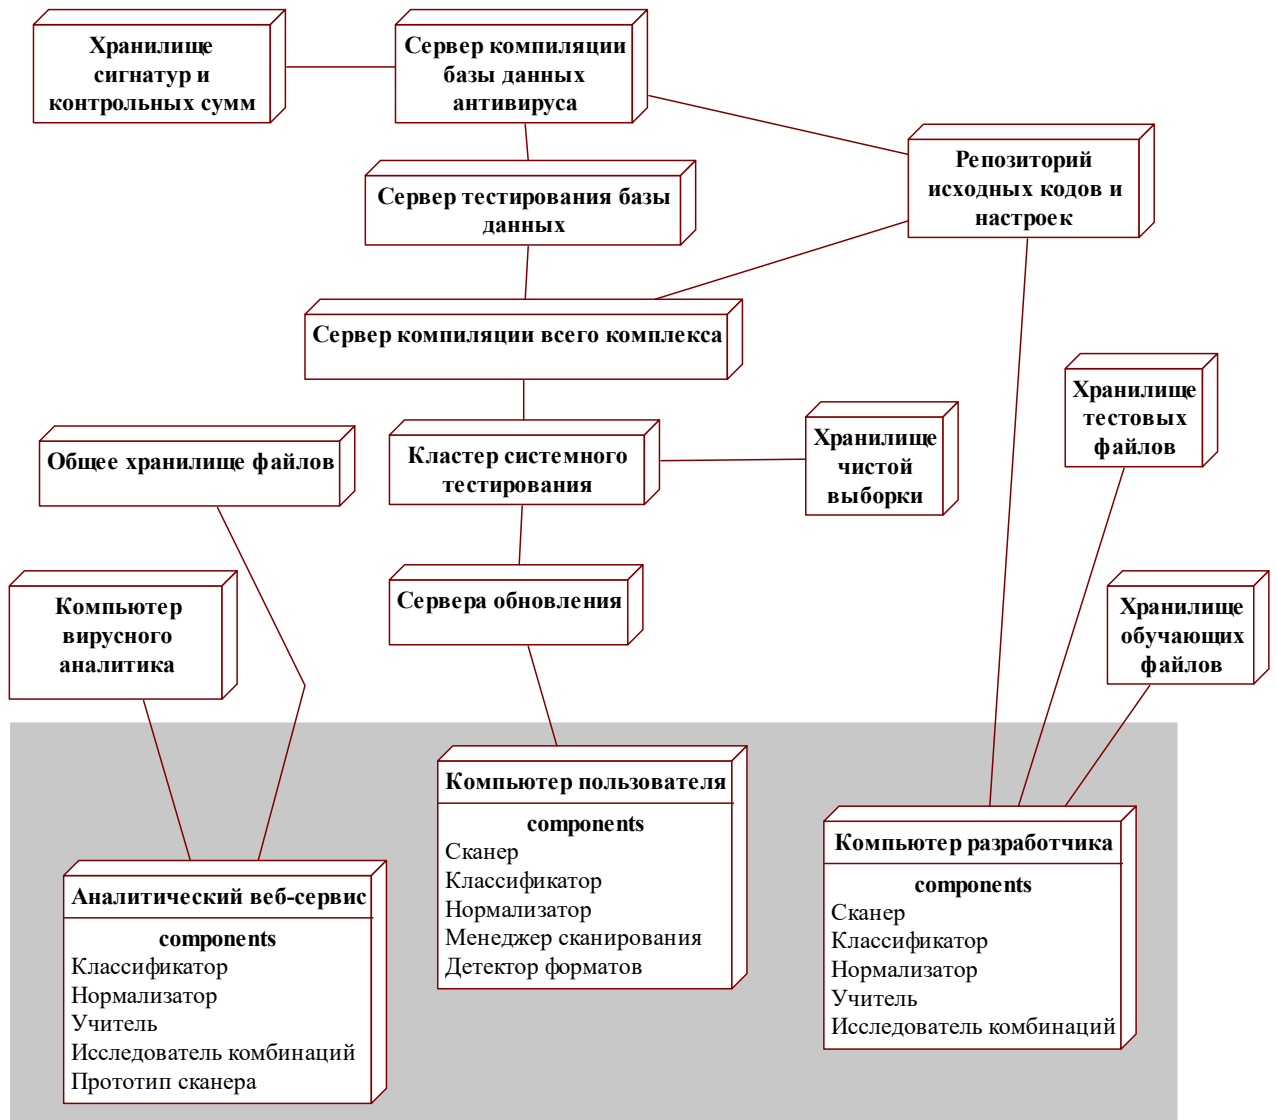 Хранилище
сигнатур и
контрольных сумм
Сервер компиляции
базы данных
антивируса
Репозиторий
исходных кодов и
настроек
Сервер тестирования базы
данных
Сервер компиляции всего комплекса
Хранилище
тестовых
файлов
Общее хранилище файлов
Кластер системного
тестирования
Хранилище
чистой
выборки
Компьютер
вирусного
аналитика
Сервера обновления
Хранилище
обучающих
файлов
Аналитический веб-сервис
components
Классификатор
Нормализатор
Учитель
Исследователь комбинаций
Прототип сканера
Компьютер пользователя
components
Сканер
Классификатор
Нормализатор
Менеджер сканирования
Детектор форматов
Компьютер разработчика
components
Сканер
Классификатор
Нормализатор
Учитель
Исследователь комбинаций